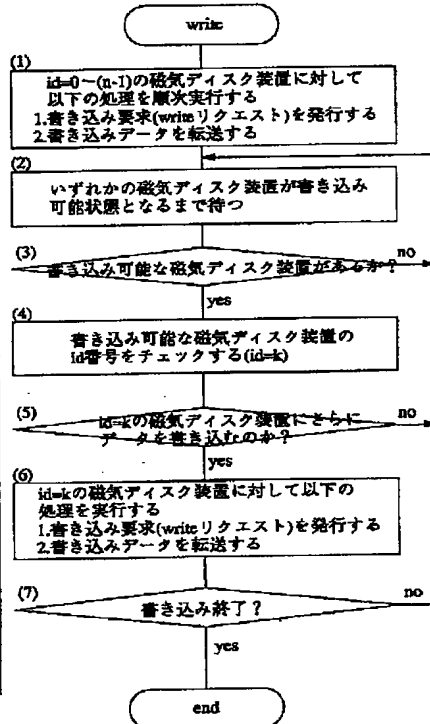 write
(1)
id=0～(n-1)の磁気ディスク装置に対して
以下の処理を順次実行する
1.書き込み要求(writeリクエスト)を発行する
2.書き込みデータを転送する
(2)
いずれかの磁気ディスク装置が書き込み
可能状態となるまで待つ
(3)
書き込み可能な磁気ディスク装置があるか？
no
yes
(4)
書き込み可能な磁気ディスク装置の
id番号をチェックする(id=k)
(5)
id=kの磁気ディスク装置にさらに
データを書き込むのか？
no
yes
(6)
id=kの磁気ディスク装置に対して以下の
処理を実行する
1.書き込み要求(writeリクエスト)を発行する
2.書き込みデータを転送する
(7)
書き込み終了？
no
yes
end